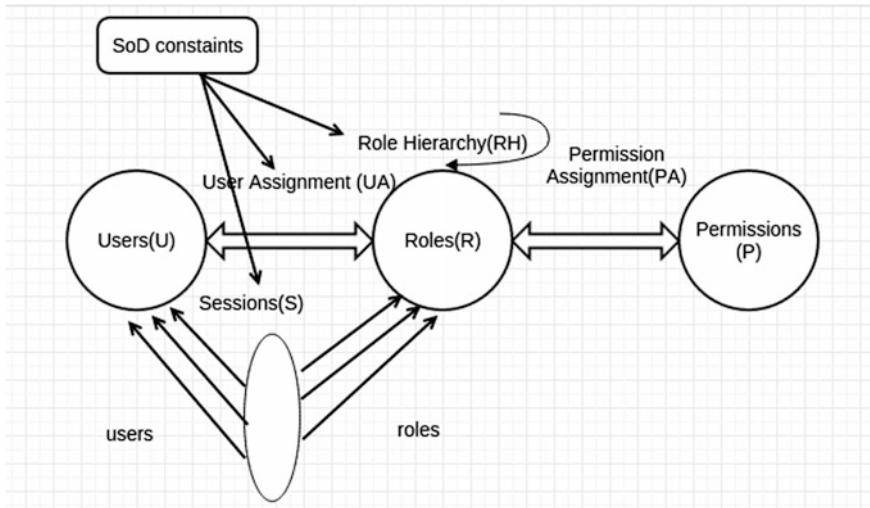 SoD constaints
Role Hierarchy(RH)
Permission
Assignment(PA)
User Assignment (UA)
Users(U)
Roles(R)
Permissions
(P)
Sessions(S)
users
roles